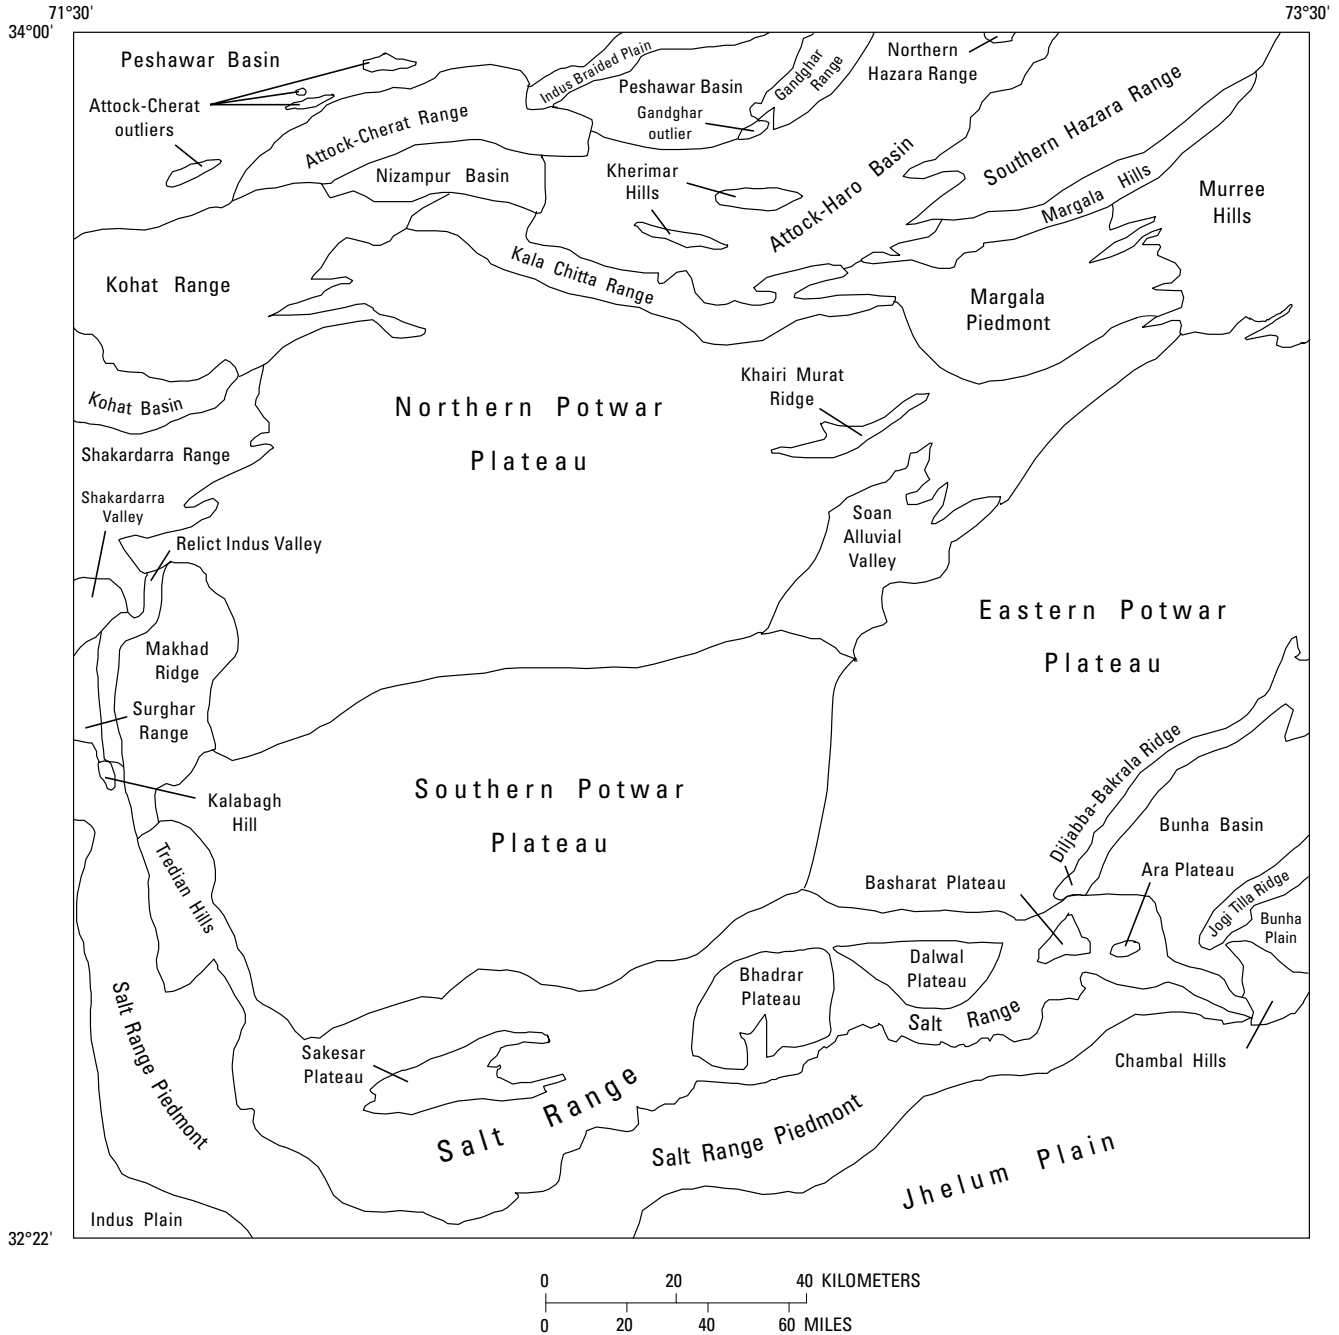 71°30'
73°30'
34°00'
Peshawar Basin
Attock-Cherat
outliers
Attock-Cherat Range
Nizampur Basin
Indus Braided Plain
Peshawar Basin
Gandghar
outlier
Gandghar
Range
Northern
Hazara Range
Southern Hazara Range
Attock-Haro Basin
Kherimar
Hills
Margala Hills
Murree
Hills
Kala Chitta Range
Kohat Range
Margala
Piedmont
Kohat Basin
Khairi Murat
Ridge
Northern Potwar
Plateau
Shakardarra Range
Shakardarra
Valley
Relict Indus Valley
Soan
Alluvial
Valley
Eastern Potwar
Plateau
Makhad
Ridge
Surghar
Range
Kalabagh
Hill
Southern Potwar
Plateau
Diljabba-Bakrala Ridge
Bunha Basin
Ara Plateau
Basharat Plateau
Jogi Tilla Ridge
Bunha
Plain
Tredian Hills
Dalwal
Plateau
Bhadrar
Plateau
Salt Range
Chambal Hills
Salt Range Piedmont
Sakesar
Plateau
Salt Range
Salt Range Piedmont
Jhelum Plain
Indus Plain
32°22'
0 20 40 KILOMETERS
0 20 40 60 MILES